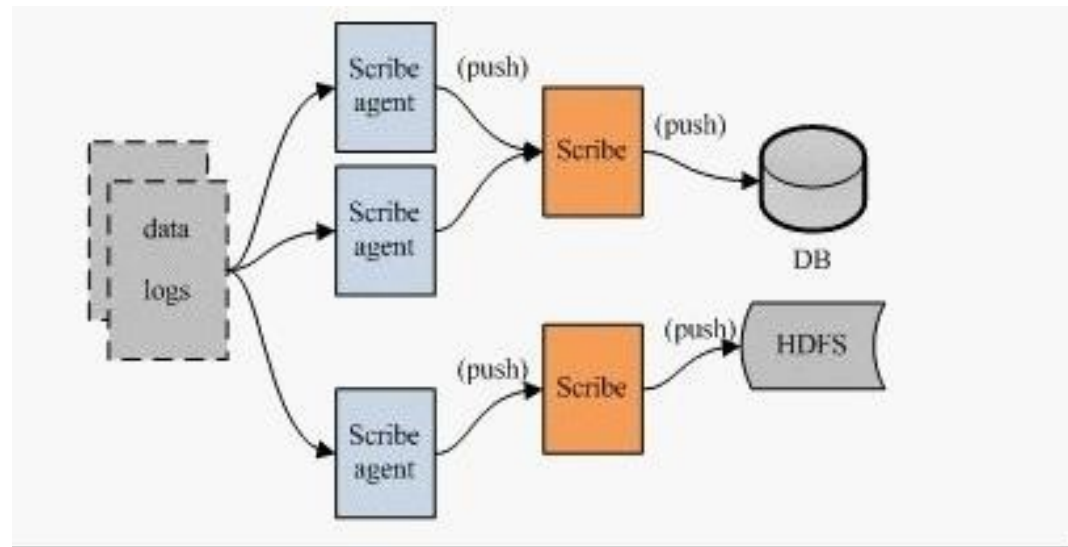 Scribe
agent
(push)
Scribe
(push)
data
logs
Scribe
agent
DB
(push)
HDFS
(push)
Scribe
Scribe
agent